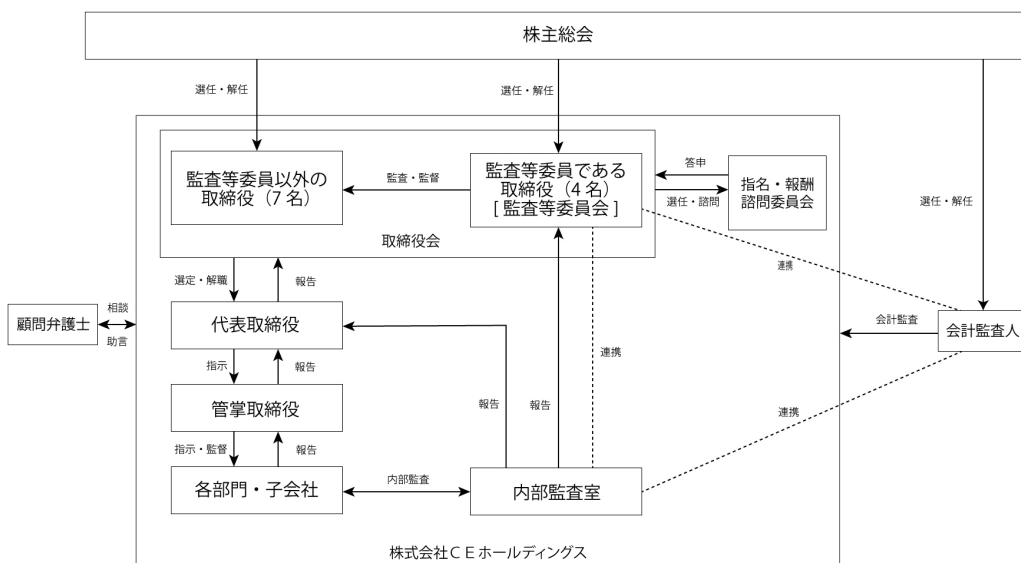 株主総会
選任・解任
選任・解任
選任・解任
監査等委員以外の
取締役（7 名）
監査・監督
監査等委員である
取締役（4 名）
[ 監査等委員会 ]
答申
選任・諮問
指名・報酬
諮問委員会
取締役会
連携
選定・解職
報告
顧問弁護士
相談
助言
代表取締役
会計監査
会計監査人
指示
報告
連携
管掌取締役
報告
報告
連携
指示・監督
報告
各部門・子会社
内部監査
内部監査室
株式会社ＣＥホールディングス